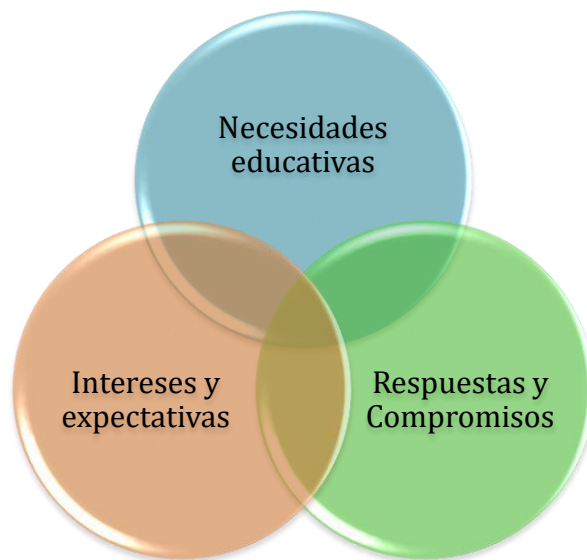 Necesidades
educativas
Intereses y
expectativas
Respuestas y
Compromisos